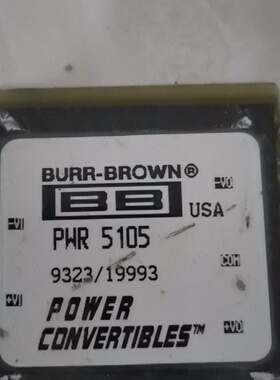 BURR-BROWN®
BB
USA
-VO
-VI
PWR 5105
COM
9323/19993
+VI
POWER
CONVERTIBLES™
+VO